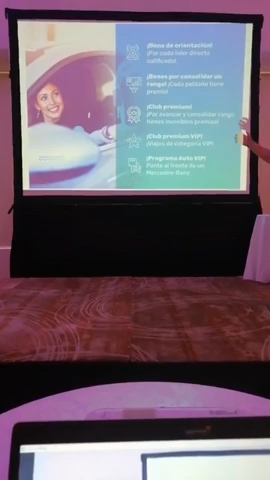 ¡Bono de orientación!
¡Por cada líder directo
calificado!
¡Bonos por consolidar un
rango! ¡Cada peldaño tiene
premio!
¡Club premium!
¡Por avanzar y consolidar rango
tienes increíbles premios!
¡Club premium VIP!
¡Viajes de categoría VIP!
¡Programa Auto VIP!
Ponte al frente de un
Mercedes-Benz